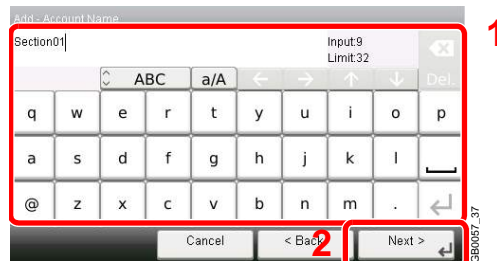 Add - Account Name
1
Section01
Input:9
Limit:32
ABC a/A Del.
q w e r t y u i o p
a s d f g h j k l
@ z x c v b n m .
Cancel < Back 2 Next >
GB0057_37